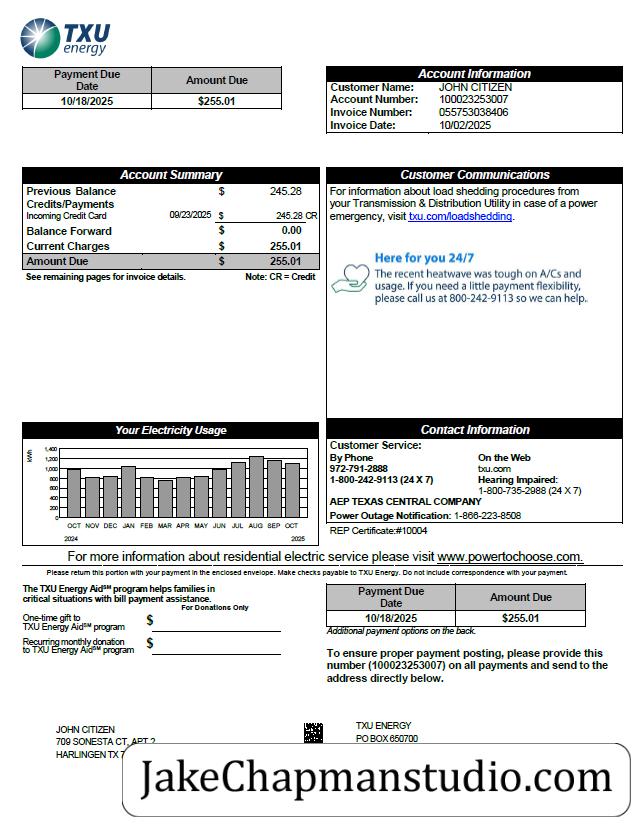 TXU
energy
Payment Due Date Amount Due
10/18/2025 $255.01
Account Information
Customer Name: JOHN CITIZEN
Account Number: 100023253007
Invoice Number: 055753038406
Invoice Date: 10/02/2025
Account Summary
Previous Balance $ 245.28
Credits/Payments
Incoming Credit Card 09/23/2025 $ 245.28 CR
Balance Forward $ 0.00
Current Charges $ 255.01
Amount Due $ 255.01
See remaining pages for invoice details. Note: CR = Credit
Customer Communications
For information about load shedding procedures from
your Transmission & Distribution Utility in case of a power
emergency, visit txu.com/loadshedding.
Here for you 24/7
The recent heatwave was tough on A/Cs and
usage. If you need a little payment flexibility,
please call us at 800-242-9113 so we can help.
Your Electricity Usage
kWh
1,400
1,200
1,000
800
600
400
200
0
OCT NOV DEC JAN FEB MAR APR MAY JUN JUL AUG SEP OCT
2024 2025
Contact Information
Customer Service:
By Phone
972-791-2888
1-800-242-9113 (24 X 7)
On the Web
txu.com
Hearing Impaired:
1-800-735-2988 (24 X 7)
AEP TEXAS CENTRAL COMPANY
Power Outage Notification: 1-866-223-8508
REP Certificate:#10004
For more information about residential electric service please visit www.powertochoose.com.
Please return this portion with your payment in the enclosed envelope. Make checks payable to TXU Energy. Do not include correspondence with your payment.
The TXU Energy Aid℠ program helps families in
critical situations with bill payment assistance.
For Donations Only
One-time gift to
TXU Energy Aid℠ program $
Recurring monthly donation
to TXU Energy Aid℠ program $
Payment Due Date Amount Due
10/18/2025 $255.01
Additional payment options on the back.
To ensure proper payment posting, please provide this
number (100023253007) on all payments and send to the
address directly below.
JOHN CITIZEN
709 SONESTA CT, APT 2
HARLINGEN TX 7
TXU ENERGY
PO BOX 650700
JakeChapmanstudio.com